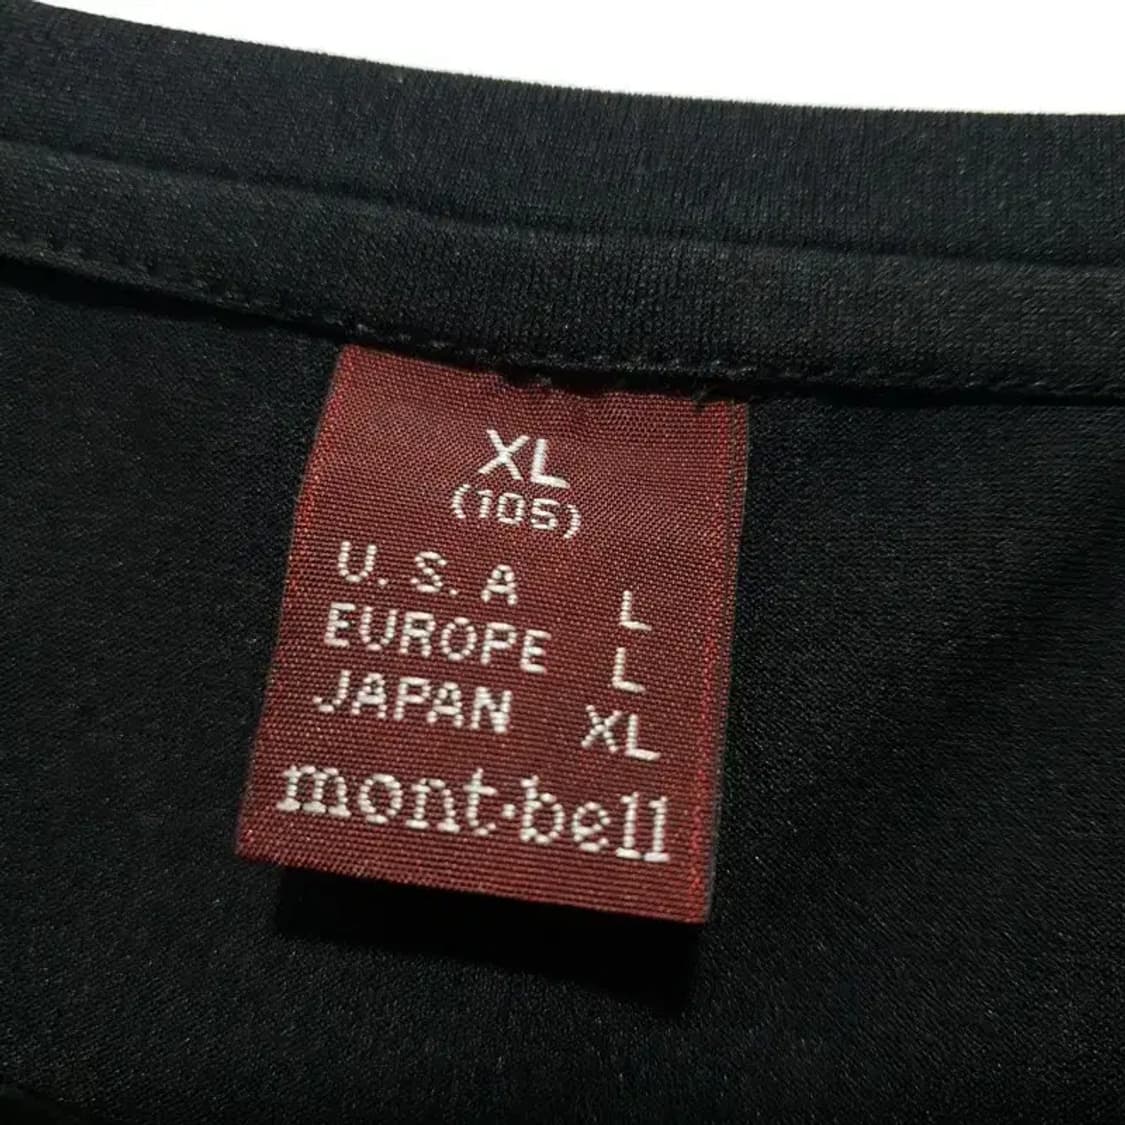 XL
(105)
U.S.A L
EUROPE L
JAPAN XL
mont·bell